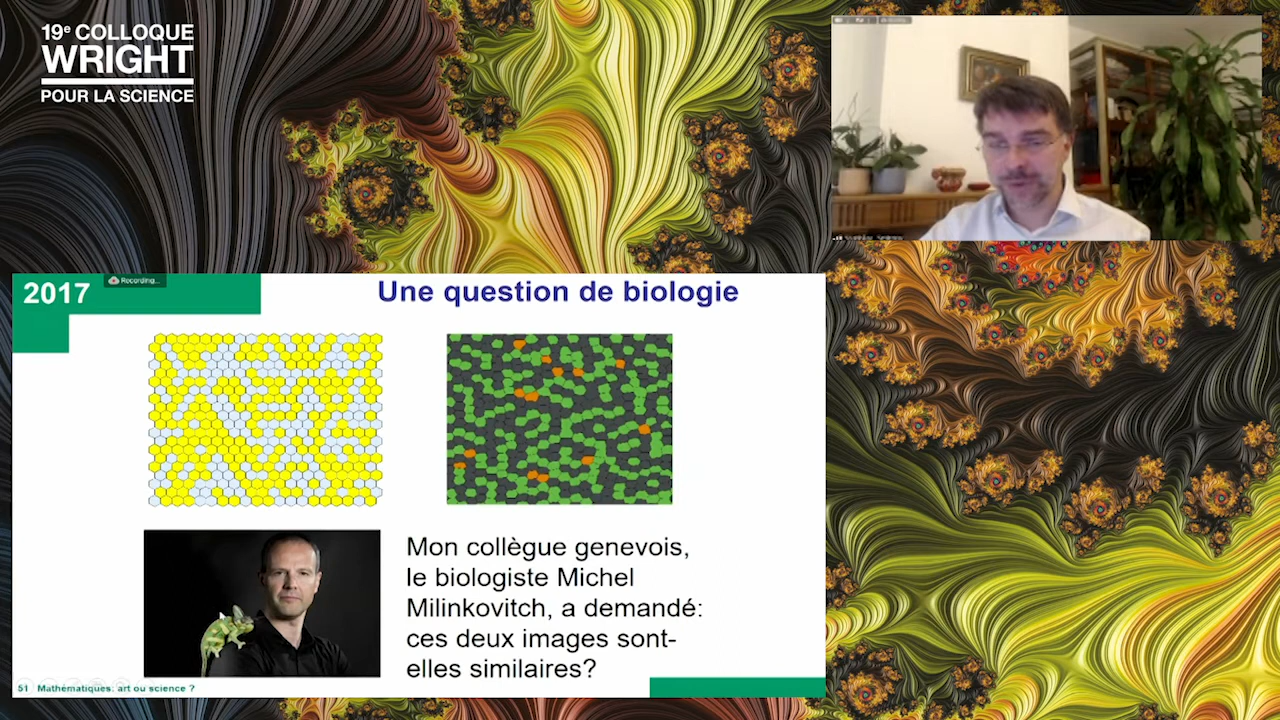 19e COLLOQUE
WRIGHT
POUR LA SCIENCE
2017
Recording...
Une question de biologie
Mon collègue genevois,
le biologiste Michel
Milinkovitch, a demandé:
ces deux images sont-
elles similaires?
51 Mathématiques: art ou science ?